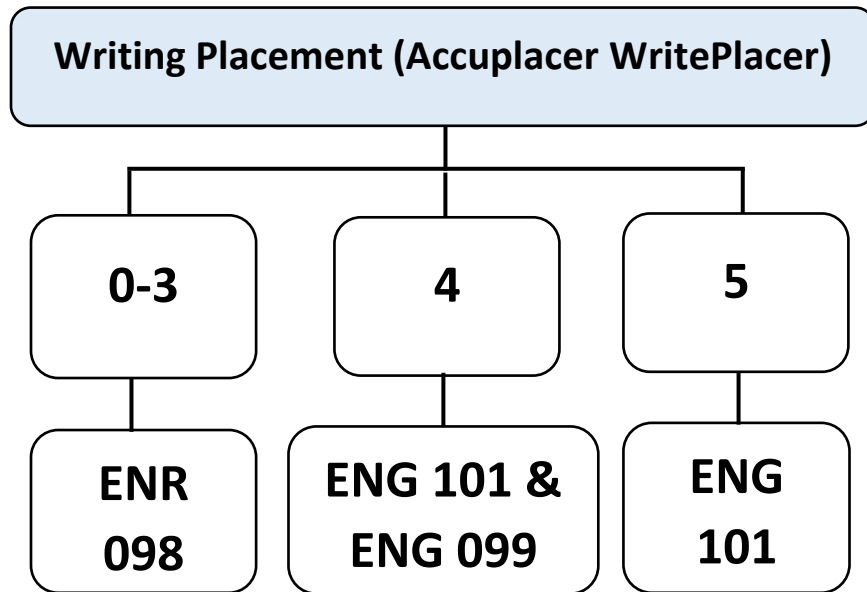 Writing Placement (Accuplacer WritePlacer)
0-3
4
5
ENR
098
ENG 101 &
ENG 099
ENG
101